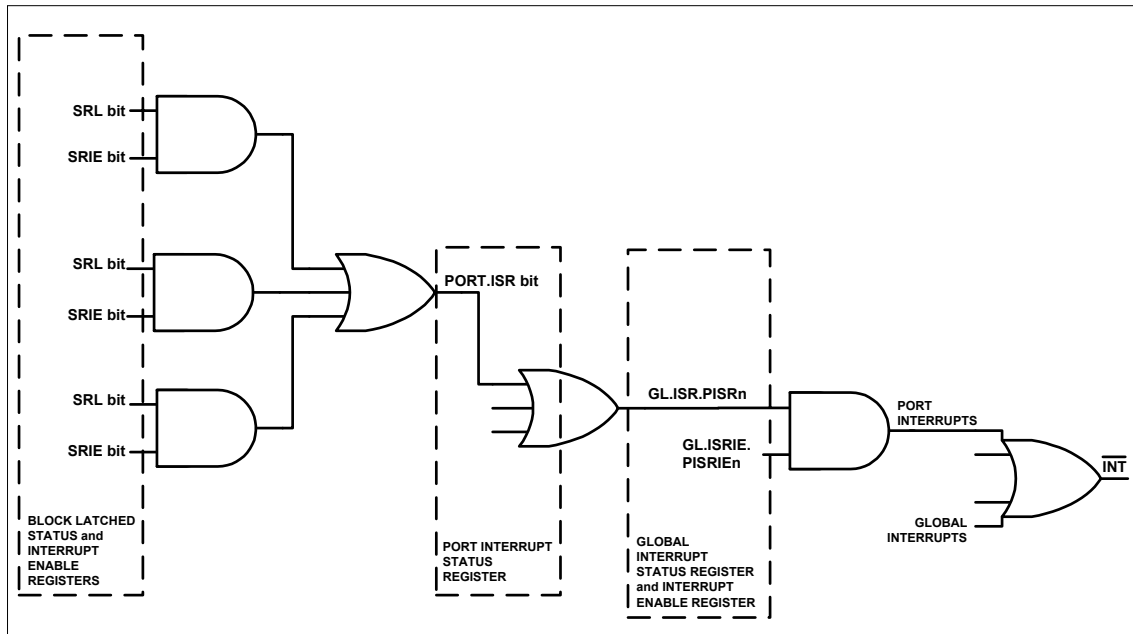 SRL bit
SRIE bit
SRL bit
SRIE bit
SRL bit
SRIE bit
BLOCK LATCHED
STATUS and
INTERRUPT
ENABLE
REGISTERS
PORT.ISR bit
PORT INTERRUPT
STATUS
REGISTER
GL.ISR.PISRn
GL.ISRIE.
PISRIEn
GLOBAL
INTERRUPT
STATUS REGISTER
and INTERRUPT
ENABLE REGISTER
PORT
INTERRUPTS
GLOBAL
INTERRUPTS
INT